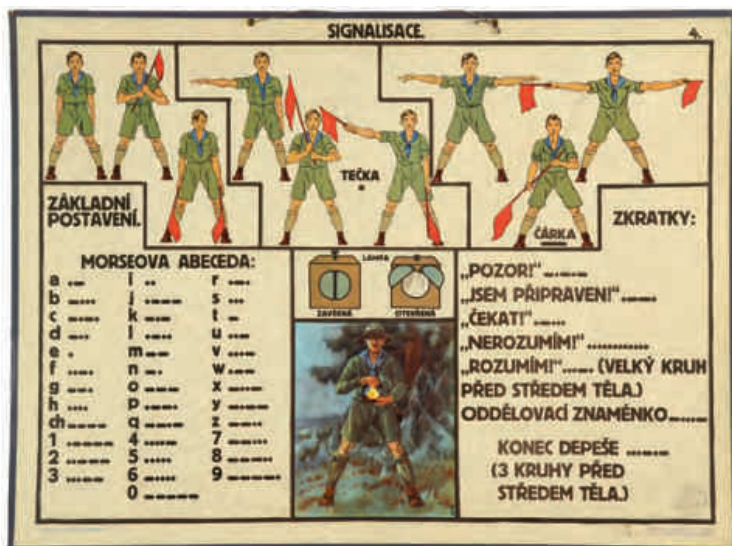 SIGNALISACE.
4.
TEČKA
.
ZÁKLADNÍ
POSTAVENÍ.
ČÁRKA
—
ZKRATKY:
MORSEOVA ABECEDA:
a .-
b -...
c -.-.
d -..
e .
f ..-.
g --.
h ....
ch ----
1 .----
2 ..---
3 ...--
i ..
j .---
k -.-
l .-..
m --
n -.
o ---
p .--.
q --.-
4 ....-
5 .....
6 -....
0 -----
r .-.
s ...
t -
u ..-
v ...-
w .--
x -..-
y -.--
z --..
7 --...
8 ---..
9 ----.
LAMPA
ZAVŘENÁ
OTEVŘENÁ
„POZOR!"
„JSEM PŘIPRAVEN!"
„ČEKAT!"
„NEROZUMÍM!"
„ROZUMÍM!" (VELKÝ KRUH
PŘED STŘEDEM TĚLA.)
ODDĚLOVACÍ ZNAMÉNKO
KONEC DEPEŠE
(3 KRUHY PŘED
STŘEDEM TĚLA.)